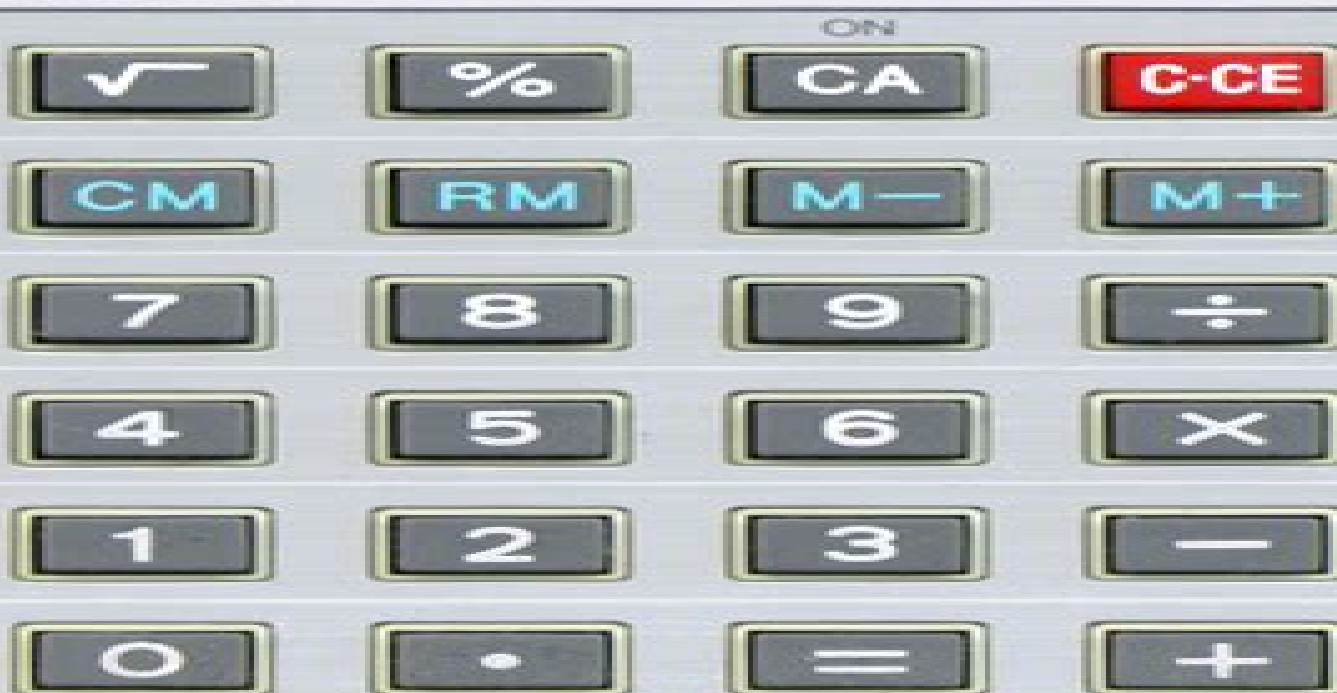 ON
√ % CA C·CE
CM RM M− M+
7 8 9 ÷
4 5 6 ×
1 2 3 −
0 . = +